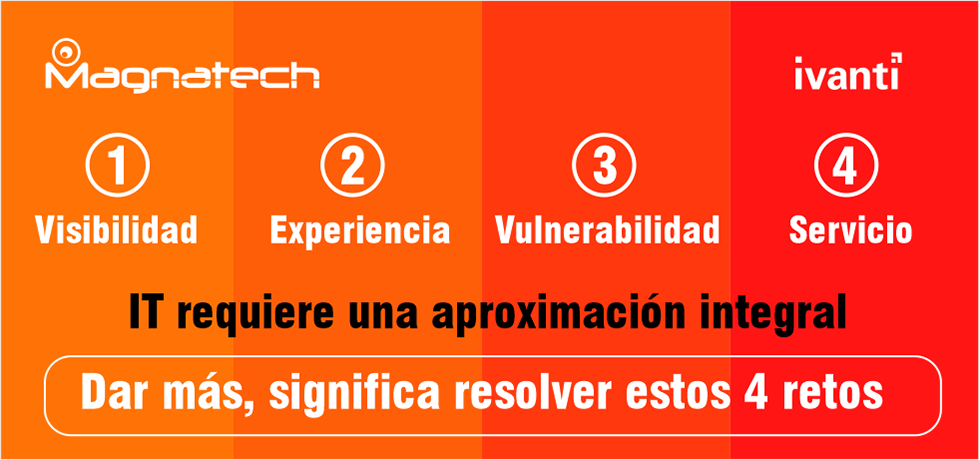 Magnatech
ivanti
1
2
3
4
Visibilidad
Experiencia
Vulnerabilidad
Servicio
IT requiere una aproximación integral
Dar más, significa resolver estos 4 retos